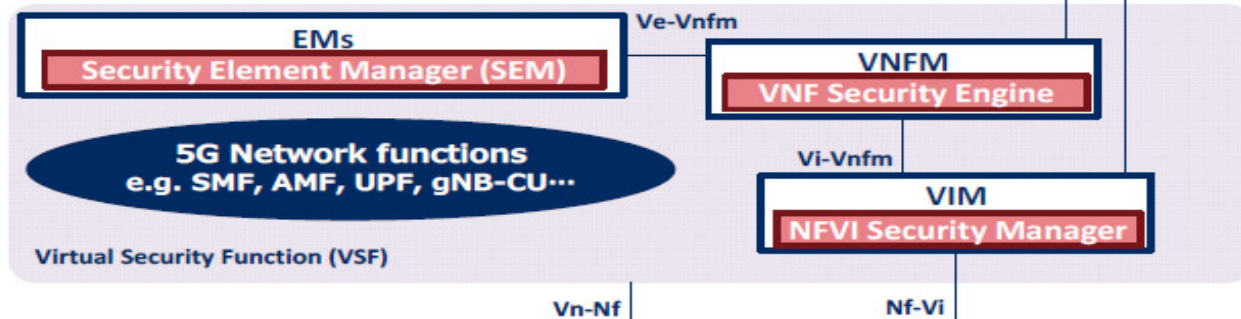 Ve-Vnfm
EMs
Security Element Manager (SEM)
VNFM
VNF Security Engine
5G Network functions
e.g. SMF, AMF, UPF, gNB-CU⋯
Vi-Vnfm
VIM
NFVI Security Manager
Virtual Security Function (VSF)
Vn-Nf
Nf-Vi